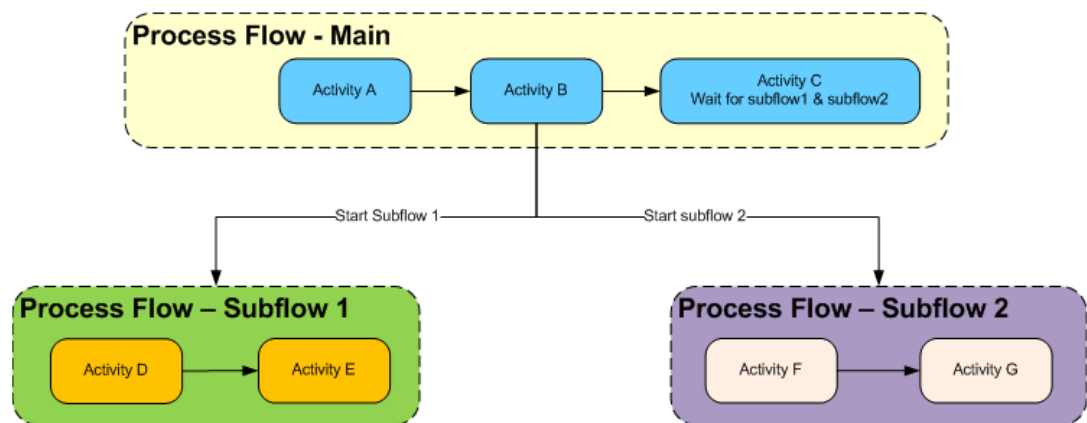 Process Flow - Main
Activity A
Activity B
Activity C
Wait for subflow1 & subflow2
Start Subflow 1
Start subflow 2
Process Flow – Subflow 1
Activity D
Activity E
Process Flow – Subflow 2
Activity F
Activity G